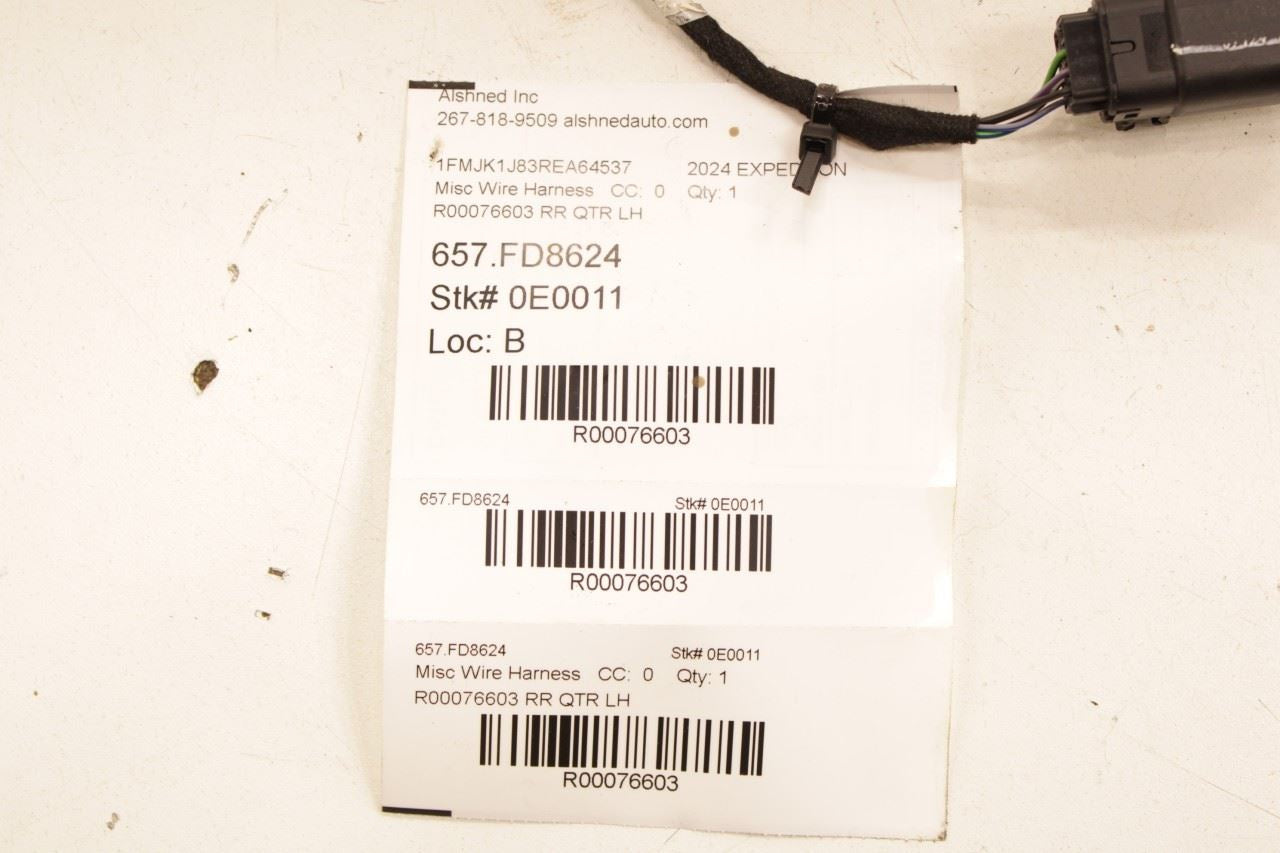 Alshned Inc
267-818-9509 alshnedauto.com
1FMJK1J83REA64537 2024
Misc Wire Harness CC: 0 Qty: 1
R00076603 RR QTR LH
657.FD8624
Stk# 0E0011
Loc: B
R00076603
657.FD8624 Stk# 0E0011
R00076603
657.FD8624 Stk# 0E0011
Misc Wire Harness CC: 0 Qty: 1
R00076603 RR QTR LH
R00076603